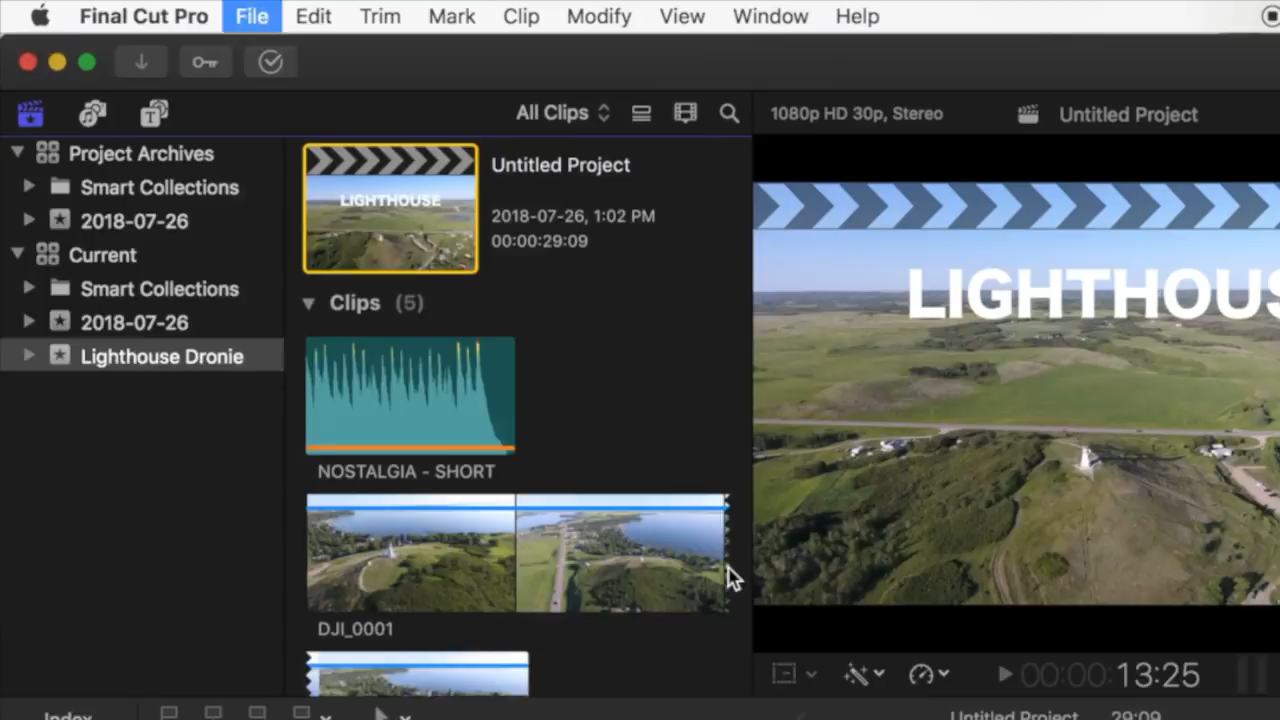 Final Cut Pro File Edit Trim Mark Clip Modify View Window Help
All Clips
1080p HD 30p, Stereo
Untitled Project
Project Archives
Smart Collections
2018-07-26
Current
Smart Collections
2018-07-26
Lighthouse Dronie
LIGHTHOUSE
Untitled Project
2018-07-26, 1:02 PM
00:00:29:09
Clips (5)
NOSTALGIA - SHORT
DJI_0001
LIGHTHOUS
00:00:13:25
Index
Untitled Project 29:09